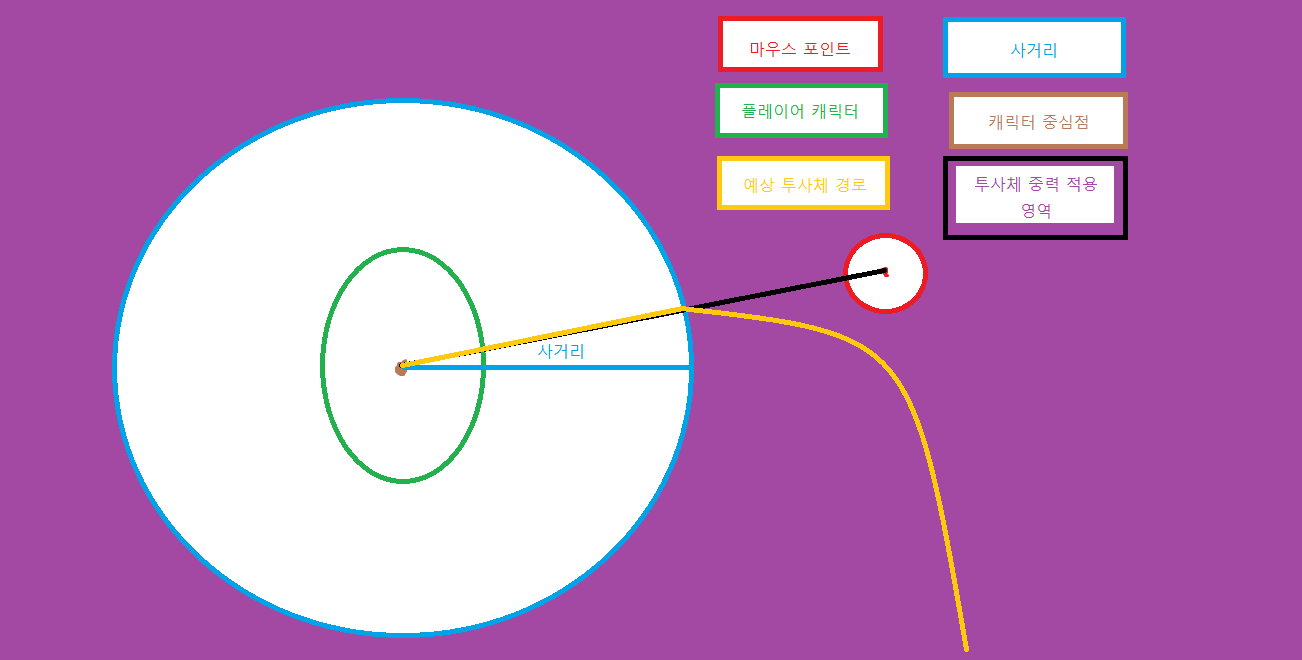 마우스 포인트
사거리
플레이어 캐릭터
캐릭터 중심점
예상 투사체 경로
투사체 중력 적용
영역
사거리